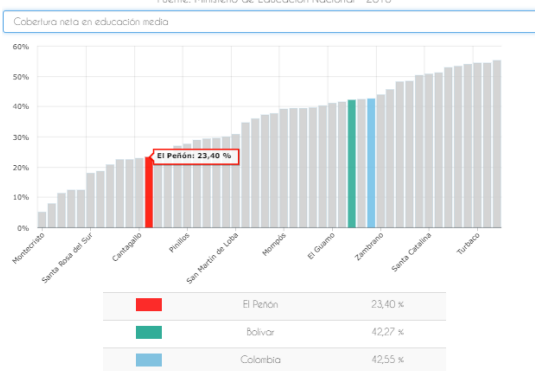 Fuente: Ministerio de Educación Nacional - 2016
Cobertura neta en educación media
60%
50%
40%
30%
20%
10%
0%
El Peñón: 23,40 %
Montecristo
Santa Rosa del Sur
Cantagallo
Pinillos
San Martín de Loba
Mompós
El Guamo
Zambrano
Santa Catalina
Turbaco
El Peñón 23,40 %
Bolívar 42,27 %
Colombia 42,55 %